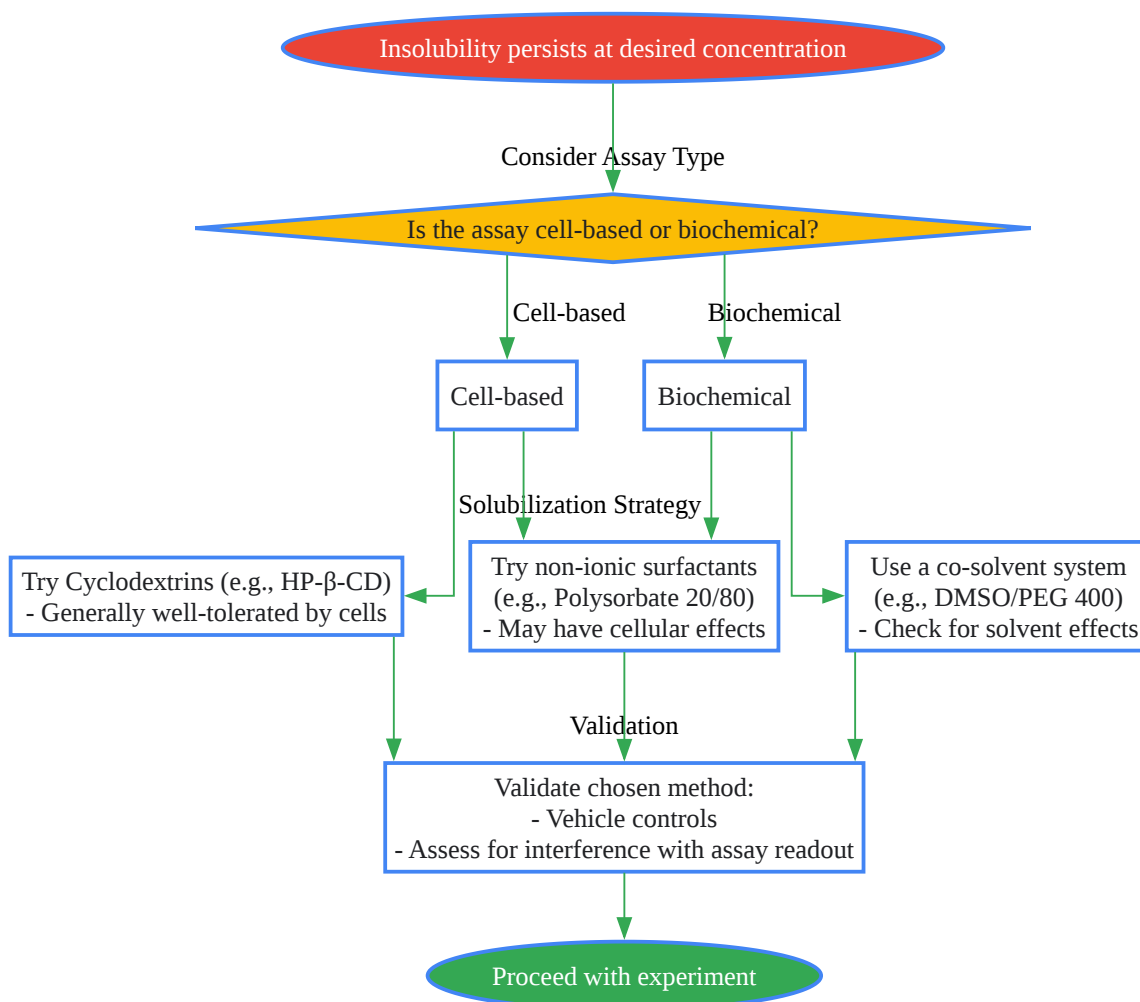 Insolubility persists at desired concentration
Consider Assay Type
Is the assay cell-based or biochemical?
Cell-based
Biochemical
Cell-based
Biochemical
Solubilization Strategy
Try Cyclodextrins (e.g., HP-β-CD)
- Generally well-tolerated by cells
Try non-ionic surfactants
(e.g., Polysorbate 20/80)
- May have cellular effects
Use a co-solvent system
(e.g., DMSO/PEG 400)
- Check for solvent effects
Validation
Validate chosen method:
- Vehicle controls
- Assess for interference with assay readout
Proceed with experiment